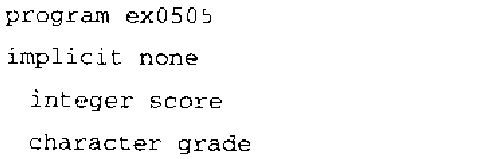 program ex0505
implicit none
  integer score
  character grade